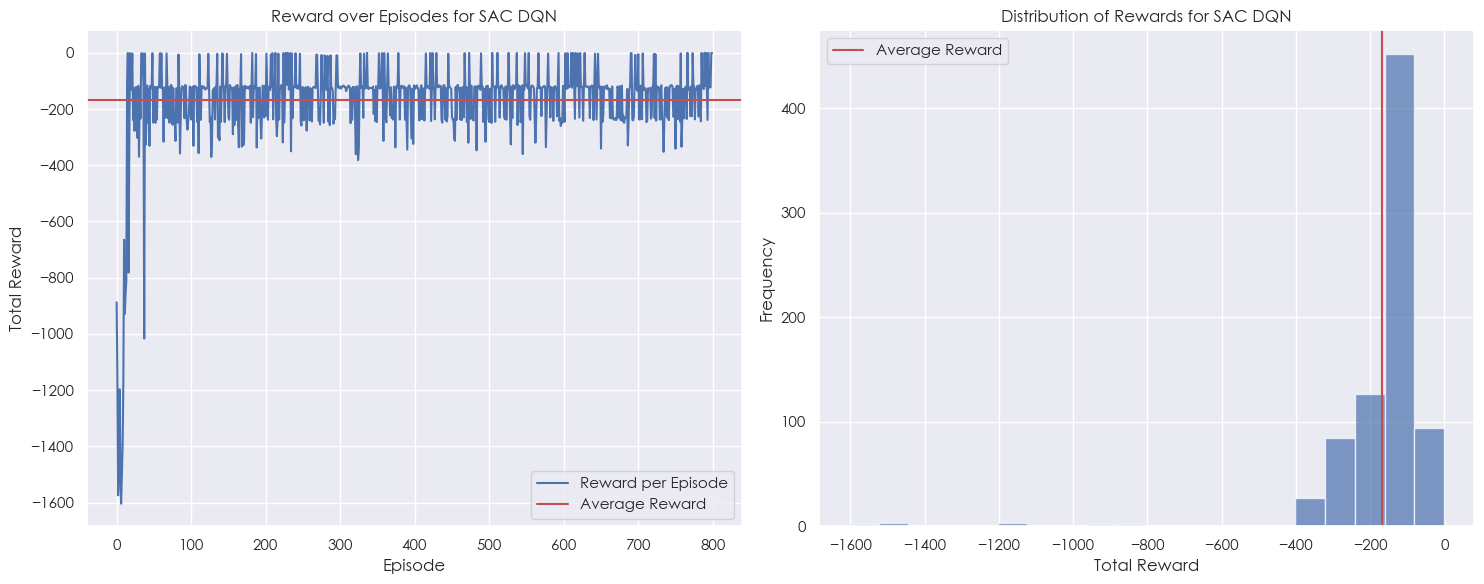 Reward over Episodes for SAC DQN
Total Reward
0
−200
−400
−600
−800
−1000
−1200
−1400
−1600
Reward per Episode
Average Reward
0 100 200 300 400 500 600 700 800
Episode
Distribution of Rewards for SAC DQN
Average Reward
Frequency
400
300
200
100
0
−1600 −1400 −1200 −1000 −800 −600 −400 −200 0
Total Reward